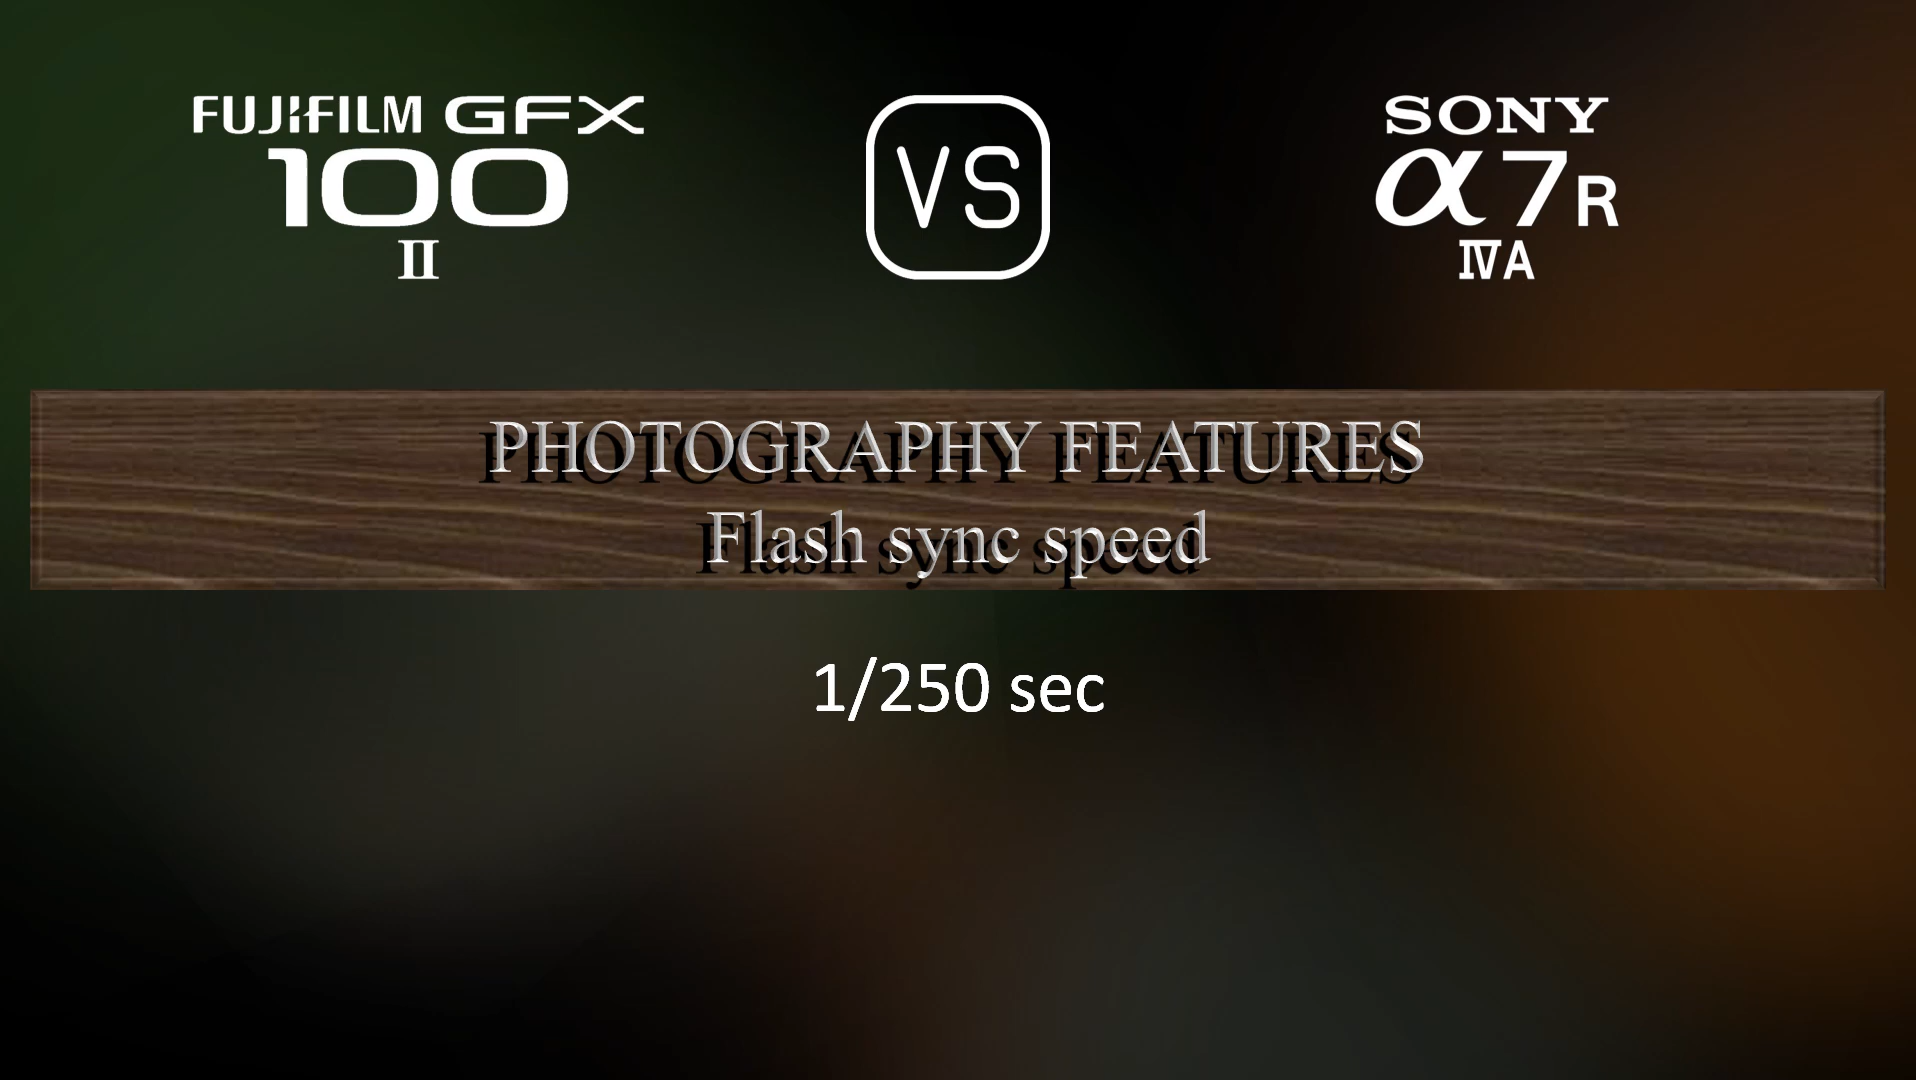 FUJIFILM GFX
100
II
VS
SONY
α7R
IVA
PHOTOGRAPHY FEATURES
Flash sync speed
1/250 sec